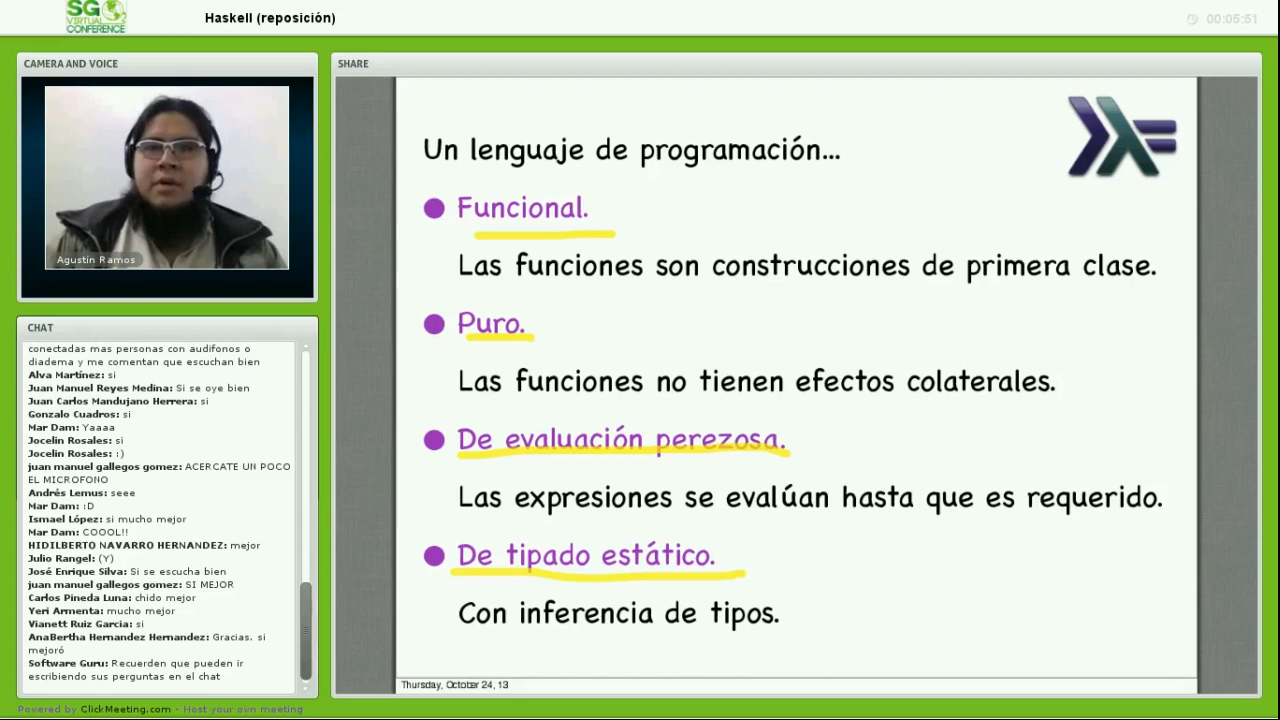 SG
VIRTUAL
CONFERENCE
Haskell (reposición)
00:05:51
CAMERA AND VOICE
Agustín Ramos
CHAT
conectadas mas personas con audifonos o
diadema y me comentan que escuchan bien
Alva Martínez: si
Juan Manuel Reyes Medina: Si se oye bien
Juan Carlos Mandujano Herrera: si
Gonzalo Cuadros: si
Mar Dam: Yaaaa
Jocelin Rosales: si
Jocelin Rosales: :)
juan manuel gallegos gomez: ACERCATE UN POCO
EL MICROFONO
Andrés Lemus: seee
Mar Dam: :D
Ismael López: si mucho mejor
Mar Dam: COOOL!!
HIDILBERTO NAVARRO HERNANDEZ: mejor
Julio Rangel: (Y)
José Enrique Silva: Si se escucha bien
juan manuel gallegos gomez: SI MEJOR
Carlos Pineda Luna: chido mejor
Yeri Armenta: mucho mejor
Vianett Ruiz Garcia: si
AnaBertha Hernandez Hernandez: Gracias. si
mejoró
Software Guru: Recuerden que pueden ir
escribiendo sus perguntas en el chat
SHARE
Un lenguaje de programación...
Funcional.
Las funciones son construcciones de primera clase.
Puro.
Las funciones no tienen efectos colaterales.
De evaluación perezosa.
Las expresiones se evalúan hasta que es requerido.
De tipado estático.
Con inferencia de tipos.
Thursday, October 24, 13
Powered by ClickMeeting.com - Host your own meeting